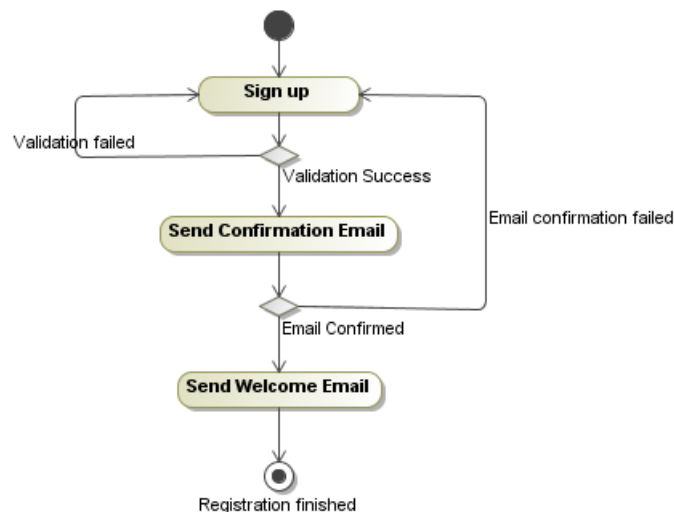 Sign up
Validation failed
Validation Success
Send Confirmation Email
Email confirmation failed
Email Confirmed
Send Welcome Email
Registration finished